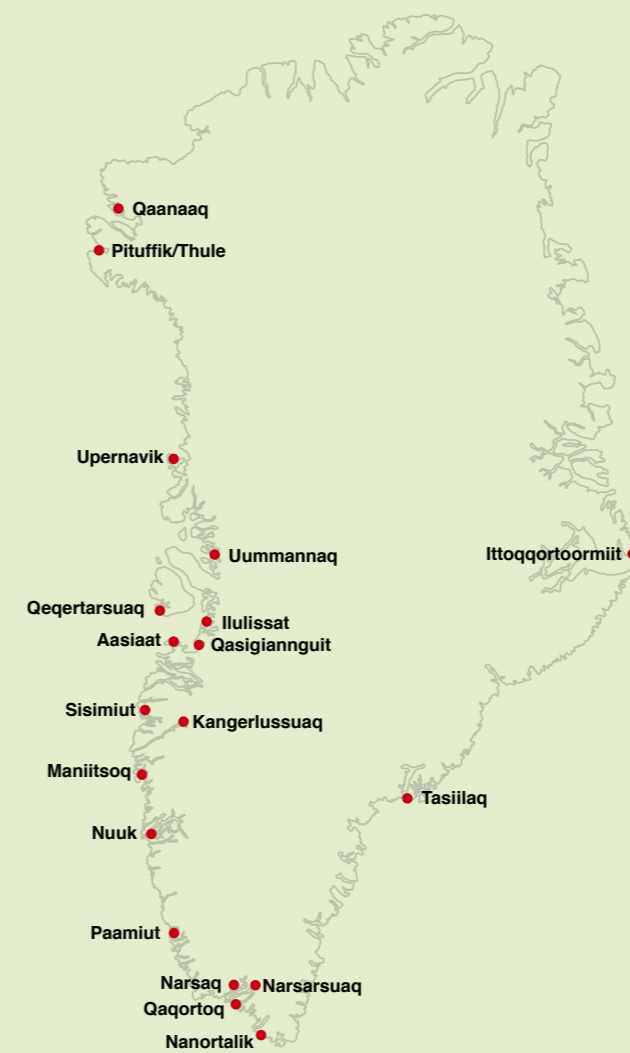 Qaanaaq
Pituffik/Thule
Upernavik
Uummannaq
Ittoqqortoormiit
Qeqertarsuaq
Ilulissat
Aasiaat
Qasigiannguit
Sisimiut
Kangerlussuaq
Maniitsoq
Tasiilaq
Nuuk
Paamiut
Narsaq
Narsarsuaq
Qaqortoq
Nanortalik